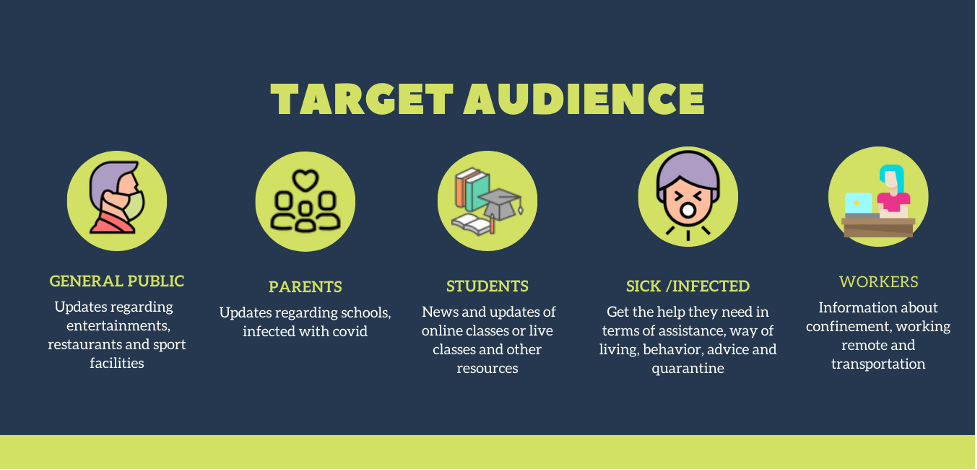 TARGET AUDIENCE
GENERAL PUBLIC
Updates regarding
entertainments,
restaurants and sport
facilities
PARENTS
Updates regarding schools,
infected with covid
STUDENTS
News and updates of
online classes or live
classes and other
resources
SICK /INFECTED
Get the help they need in
terms of assistance, way of
living, behavior, advice and
quarantine
WORKERS
Information about
confinement, working
remote and
transportation